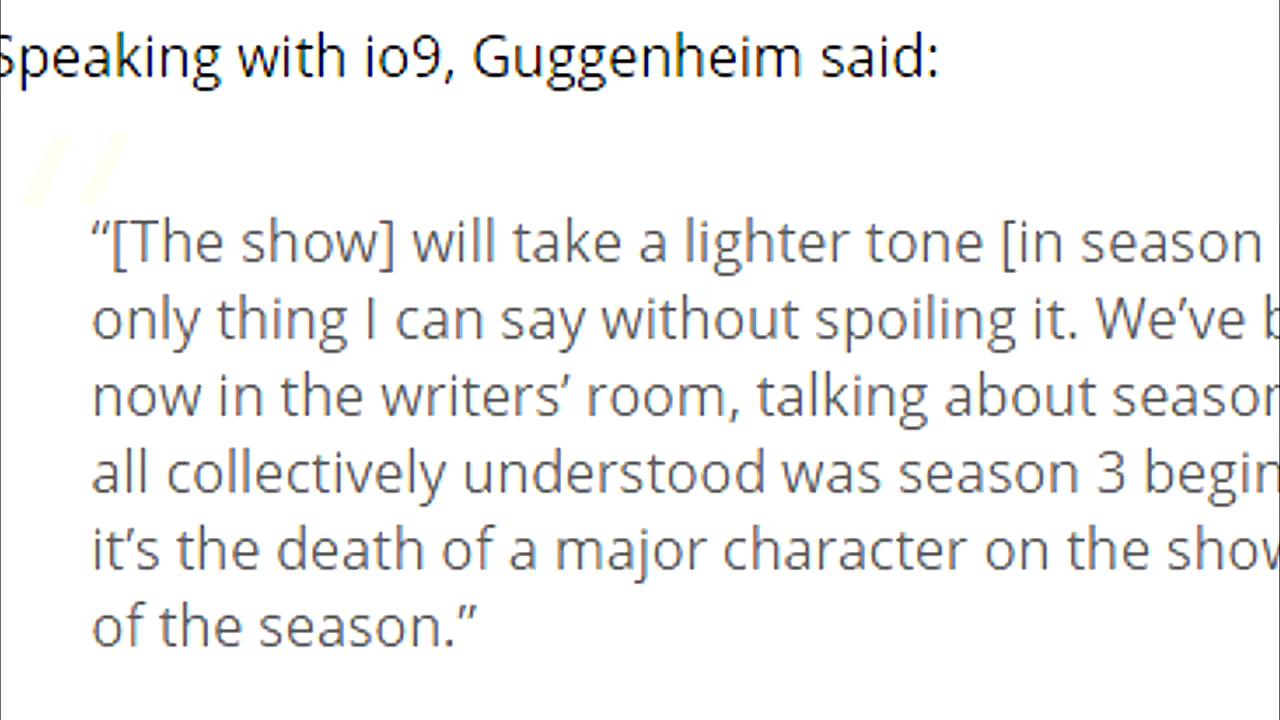 Speaking with io9, Guggenheim said:
“[The show] will take a lighter tone [in season
only thing I can say without spoiling it. We’ve
now in the writers’ room, talking about season
all collectively understood was season 3 begin
it’s the death of a major character on the show
of the season.”